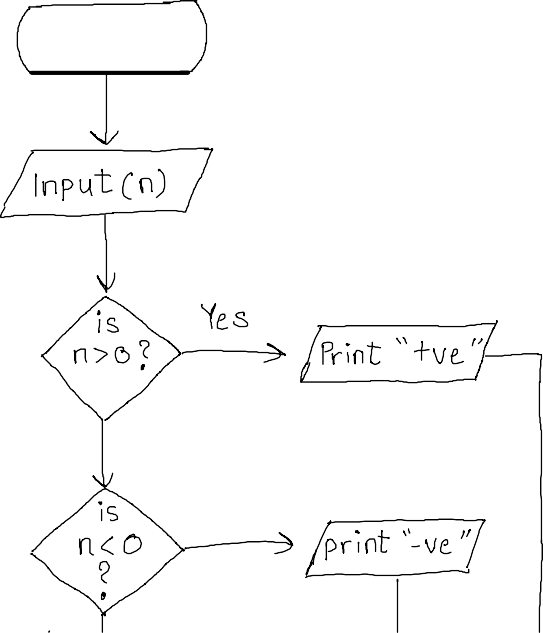 Input(n)
is
n>0?
Yes
Print "+ve"
is
n<0
?
print "-ve"